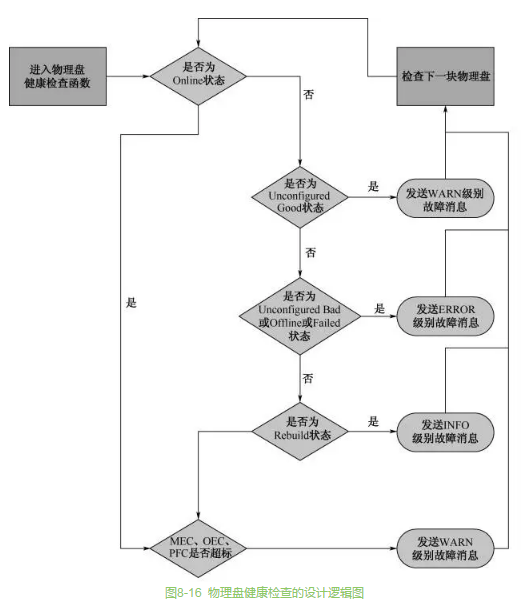 进入物理盘
健康检查函数
是否为
Online状态
检查下一块物理盘
否
是否为
Unconfigured
Good状态
是
发送WARN级别
故障消息
否
是
是否为
Unconfigured Bad
或Offline或Failed
状态
是
发送ERROR
级别故障消息
否
是否为
Rebuild状态
是
发送INFO
级别故障消息
MEC、OEC、
PFC是否超标
发送WARN
级别故障消息
图8-16 物理盘健康检查的设计逻辑图